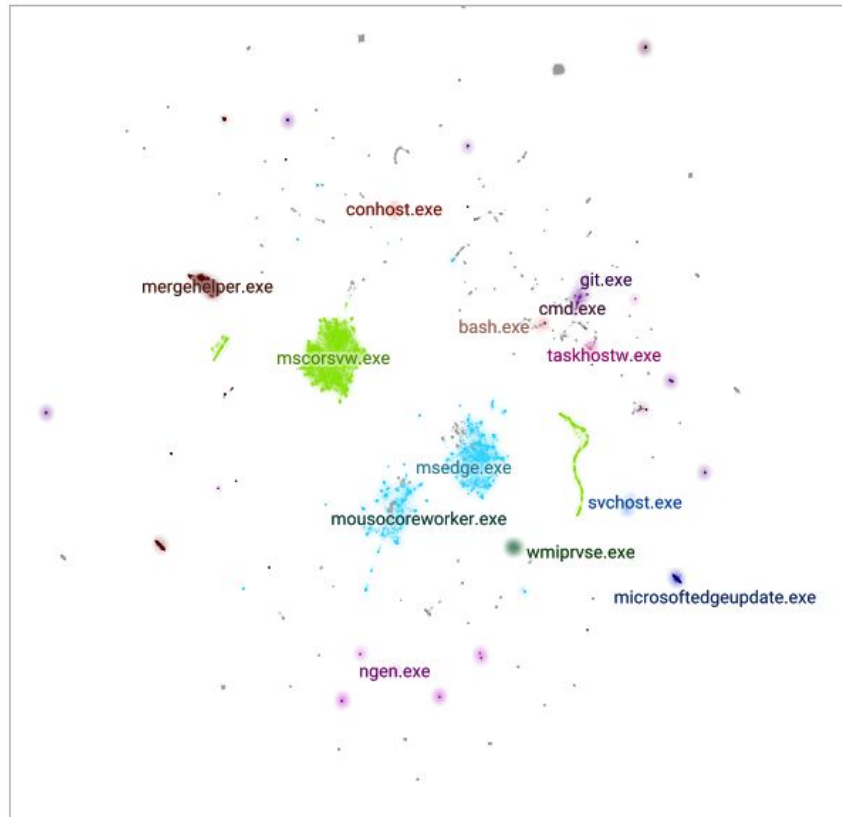 conhost.exe
git.exe
mergehelper.exe
cmd.exe
bash.exe
mscorsvw.exe
taskhostw.exe
msedge.exe
svchost.exe
mousocoreworker.exe
wmiprvse.exe
microsoftedgeupdate.exe
ngen.exe